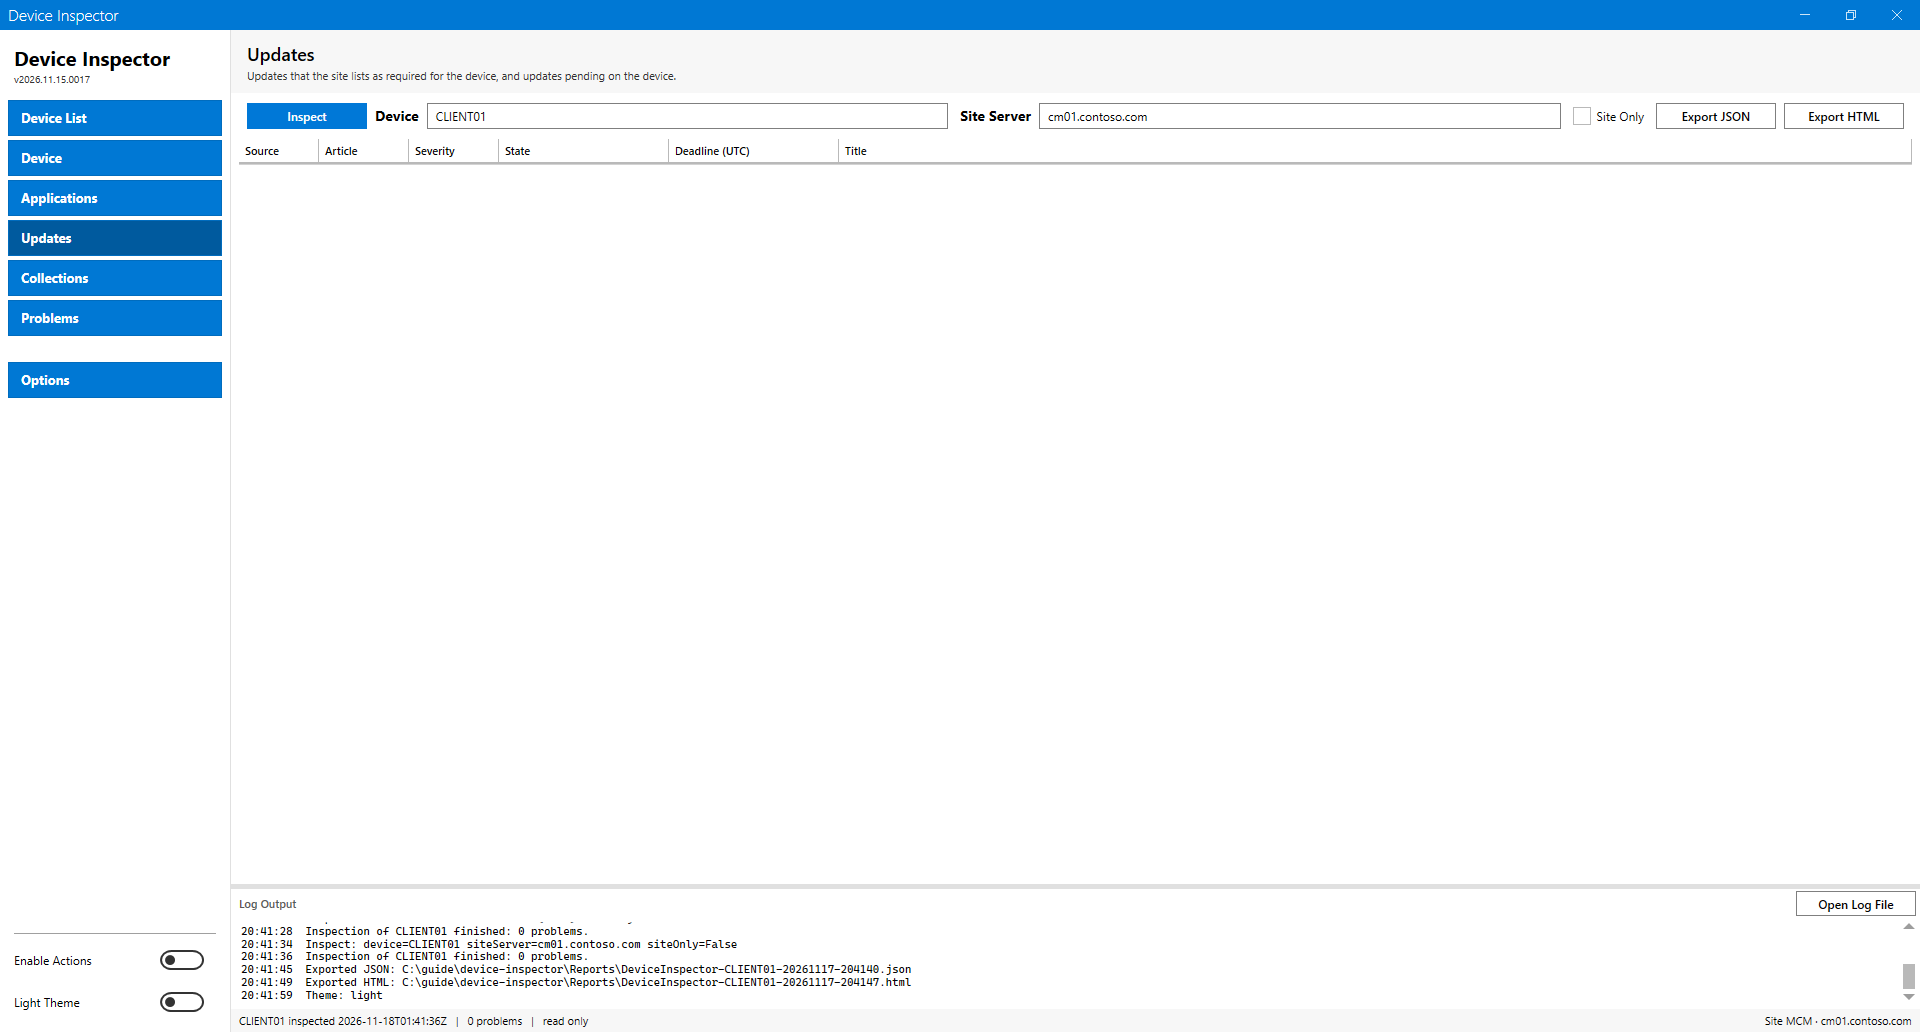 Device Inspector
Device Inspector
v2026.11.15.0017
Device List
Device
Applications
Updates
Collections
Problems
Options
Enable Actions
Light Theme
Updates
Updates that the site lists as required for the device, and updates pending on the device.
Inspect Device CLIENT01 Site Server cm01.contoso.com Site Only Export JSON Export HTML
Source Article Severity State Deadline (UTC) Title
Log Output Open Log File
20:41:28 Inspection of CLIENT01 finished: 0 problems.
20:41:34 Inspect: device=CLIENT01 siteServer=cm01.contoso.com siteOnly=False
20:41:36 Inspection of CLIENT01 finished: 0 problems.
20:41:45 Exported JSON: C:\guide\device-inspector\Reports\DeviceInspector-CLIENT01-20261117-204140.json
20:41:49 Exported HTML: C:\guide\device-inspector\Reports\DeviceInspector-CLIENT01-20261117-204147.html
20:41:59 Theme: light
CLIENT01 inspected 2026-11-18T01:41:36Z | 0 problems | read only Site MCM · cm01.contoso.com